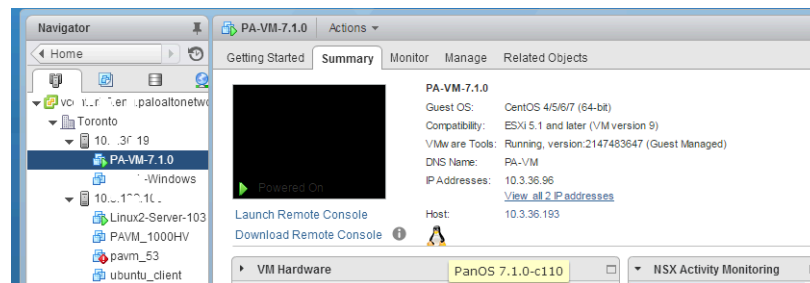 Navigator
PA-VM-7.1.0 Actions
Home
Getting Started Summary Monitor Manage Related Objects
PA-VM-7.1.0
Guest OS: CentOS 4/5/6/7 (64-bit)
Compatibility: ESXi 5.1 and later (VM version 9)
VMware Tools: Running, version:2147483647 (Guest Managed)
DNS Name: PA-VM
IP Addresses: 10.3.36.96
View all 2 IP addresses
Host: 10.3.36.193
Powered On
Launch Remote Console
Download Remote Console
Toronto
PA-VM-7.1.0
-Windows
Linux2-Server-103
PAVM_1000HV
pavm_53
ubuntu_client
VM Hardware
PanOS 7.1.0-c110
NSX Activity Monitoring